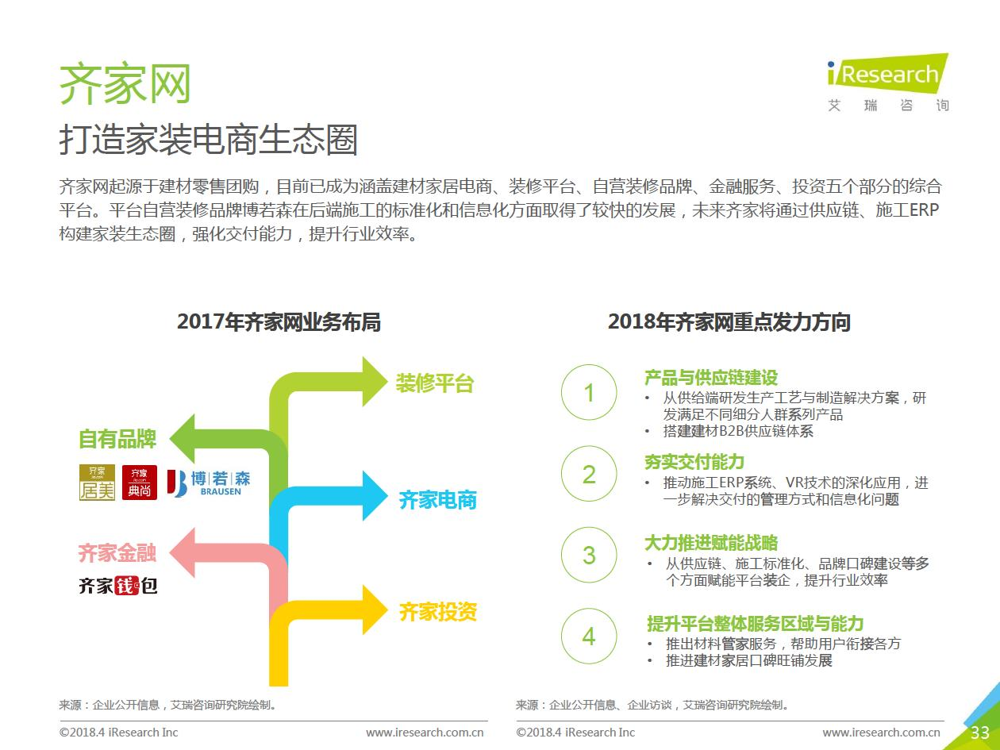 齐家网
iResearch
艾瑞咨询
打造家装电商生态圈
齐家网起源于建材零售团购，目前已成为涵盖建材家居电商、装修平台、自营装修品牌、金融服务、投资五个部分的综合
平台。平台自营装修品牌博若森在后端施工的标准化和信息化方面取得了较快的发展，未来齐家将通过供应链、施工ERP
构建家装生态圈，强化交付能力，提升行业效率。
2017年齐家网业务布局
装修平台
自有品牌
齐家
居美
齐家
典尚
博|若|森
BRAUSEN
齐家电商
齐家金融
齐家钱包
齐家投资
来源：企业公开信息，艾瑞咨询研究院绘制。
2018年齐家网重点发力方向
1
产品与供应链建设
• 从供给端研发生产工艺与制造解决方案，研
发满足不同细分人群系列产品
• 搭建建材B2B供应链体系
2
夯实交付能力
• 推动施工ERP系统、VR技术的深化应用，进
一步解决交付的管理方式和信息化问题
3
大力推进赋能战略
• 从供应链、施工标准化、品牌口碑建设等多
个方面赋能平台装企，提升行业效率
4
提升平台整体服务区域与能力
• 推出材料管家服务，帮助用户衔接各方
• 推进建材家居口碑旺铺发展
来源：企业公开信息、企业访谈，艾瑞咨询研究院绘制。
©2018.4 iResearch Inc
www.iresearch.com.cn
©2018.4 iResearch Inc
www.iresearch.com.cn
33